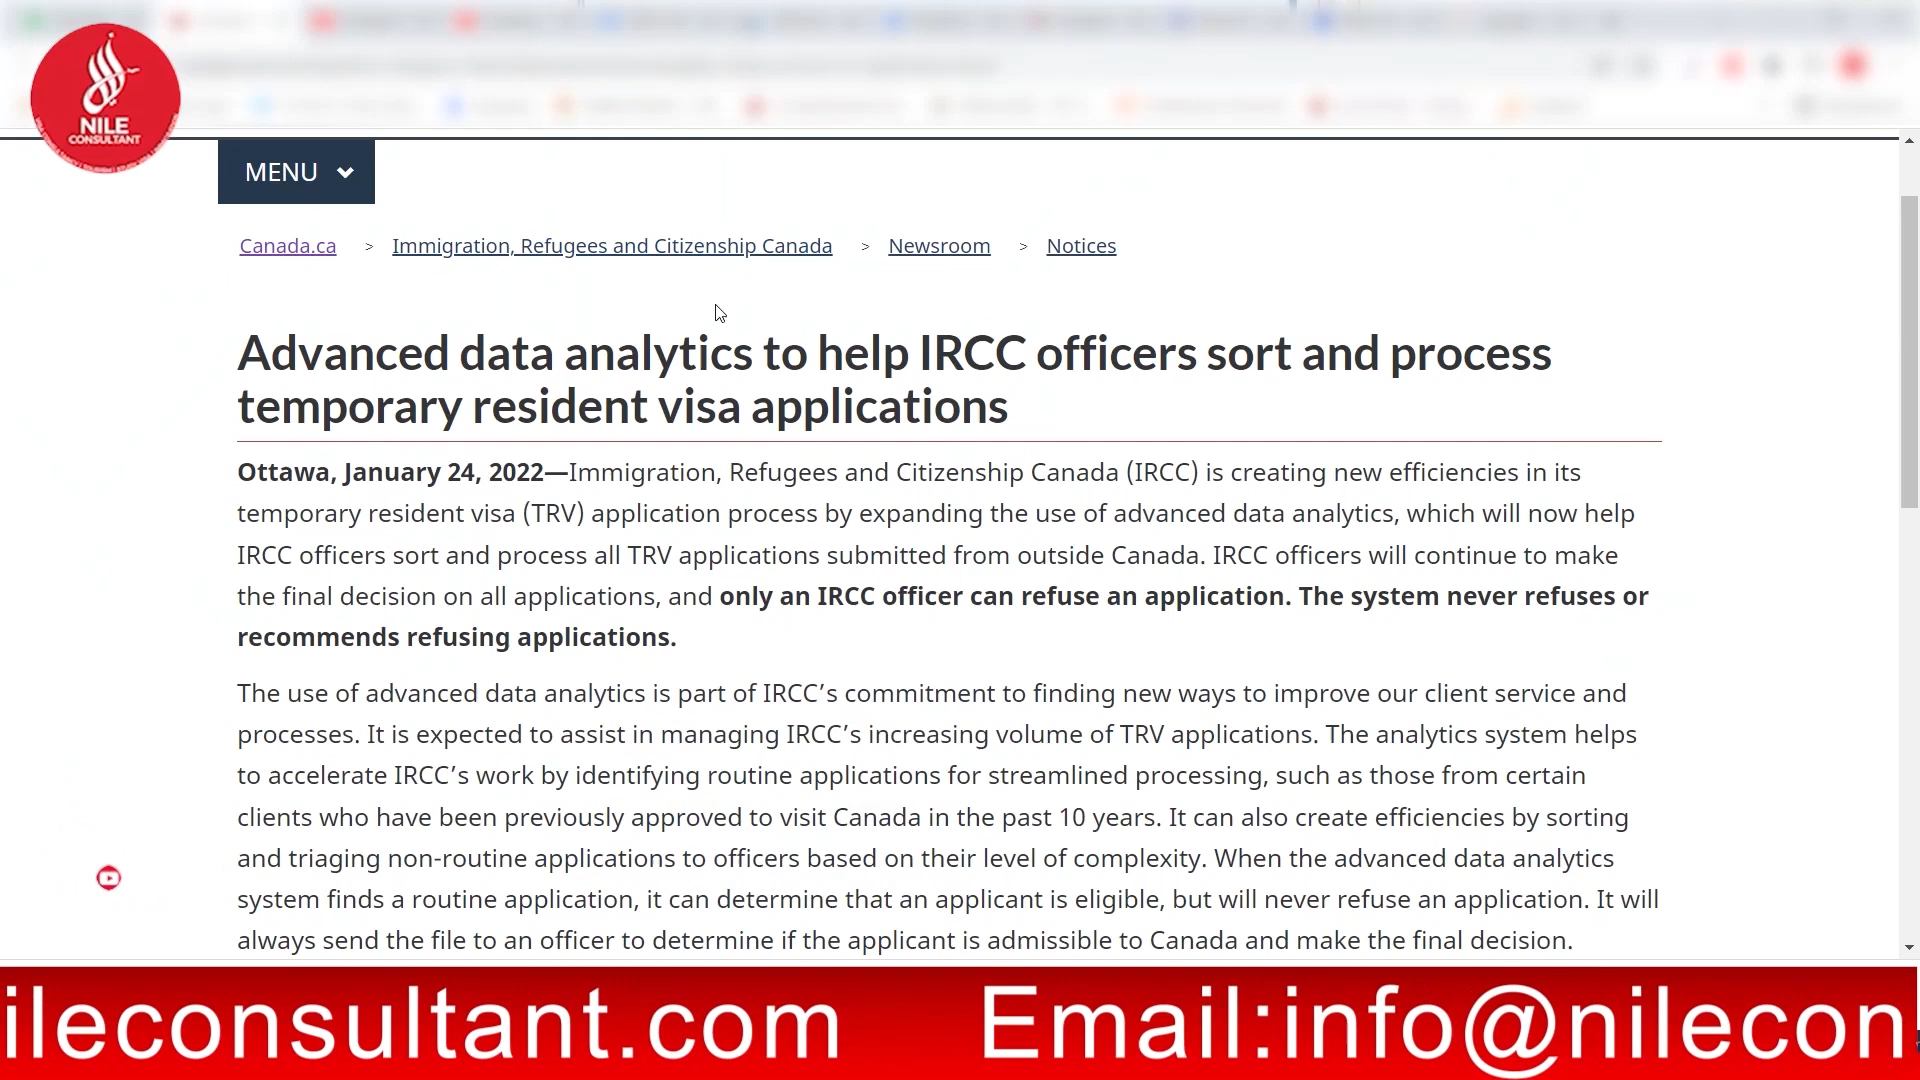 NILE
CONSULTANT
MENU
Canada.ca > Immigration, Refugees and Citizenship Canada > Newsroom > Notices
Advanced data analytics to help IRCC officers sort and process
temporary resident visa applications
Ottawa, January 24, 2022—Immigration, Refugees and Citizenship Canada (IRCC) is creating new efficiencies in its
temporary resident visa (TRV) application process by expanding the use of advanced data analytics, which will now help
IRCC officers sort and process all TRV applications submitted from outside Canada. IRCC officers will continue to make
the final decision on all applications, and only an IRCC officer can refuse an application. The system never refuses or
recommends refusing applications.
The use of advanced data analytics is part of IRCC’s commitment to finding new ways to improve our client service and
processes. It is expected to assist in managing IRCC’s increasing volume of TRV applications. The analytics system helps
to accelerate IRCC’s work by identifying routine applications for streamlined processing, such as those from certain
clients who have been previously approved to visit Canada in the past 10 years. It can also create efficiencies by sorting
and triaging non-routine applications to officers based on their level of complexity. When the advanced data analytics
system finds a routine application, it can determine that an applicant is eligible, but will never refuse an application. It will
always send the file to an officer to determine if the applicant is admissible to Canada and make the final decision.
ileconsultant.com Email:info@nilecon